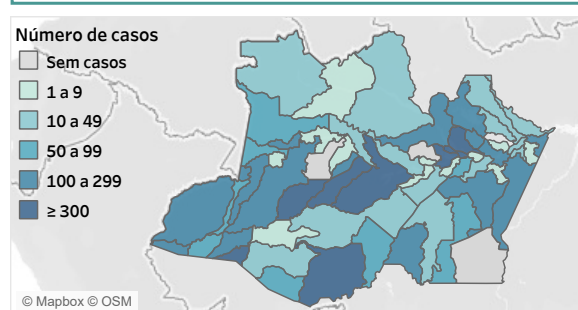 Número de casos
Sem casos
1 a 9
10 a 49
50 a 99
100 a 299
≥ 300
© Mapbox © OSM